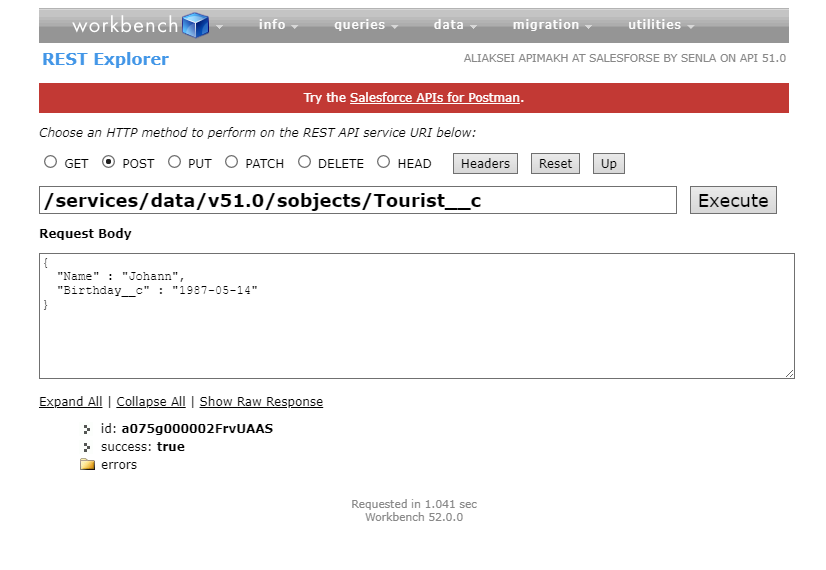 workbench info queries data migration utilities
REST Explorer ALIAKSEI APIMAKH AT SALESFORSE BY SENLA ON API 51.0
Try the Salesforce APIs for Postman.
Choose an HTTP method to perform on the REST API service URI below:
GET POST PUT PATCH DELETE HEAD Headers Reset Up
/services/data/v51.0/sobjects/Tourist__c Execute
Request Body
{
"Name" : "Johann",
"Birthday__c" : "1987-05-14"
}
Expand All | Collapse All | Show Raw Response
id: a075g000002FrvUAAS
success: true
errors
Requested in 1.041 sec
Workbench 52.0.0